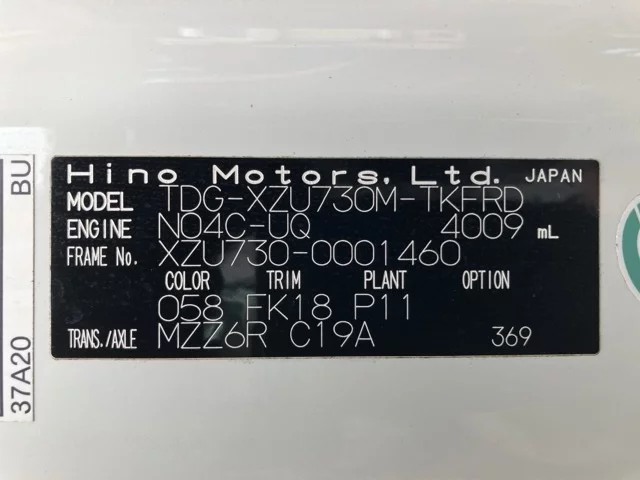 Hino Motors, Ltd. JAPAN
MODEL TDG-XZU730M-TKFRD
ENGINE N04C-UQ 4009 mL
FRAME No. XZU730-0001460
COLOR TRIM PLANT OPTION
058 FK18 P11
TRANS./AXLE MZZ6R C19A 369
37A20 BU